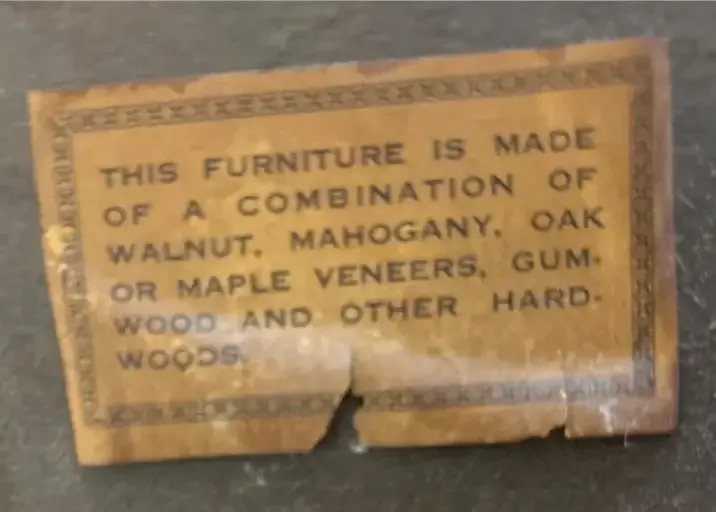 THIS FURNITURE IS MADE
OF A COMBINATION OF
WALNUT, MAHOGANY, OAK
OR MAPLE VENEERS, GUM-
WOOD AND OTHER HARD-
WOODS.